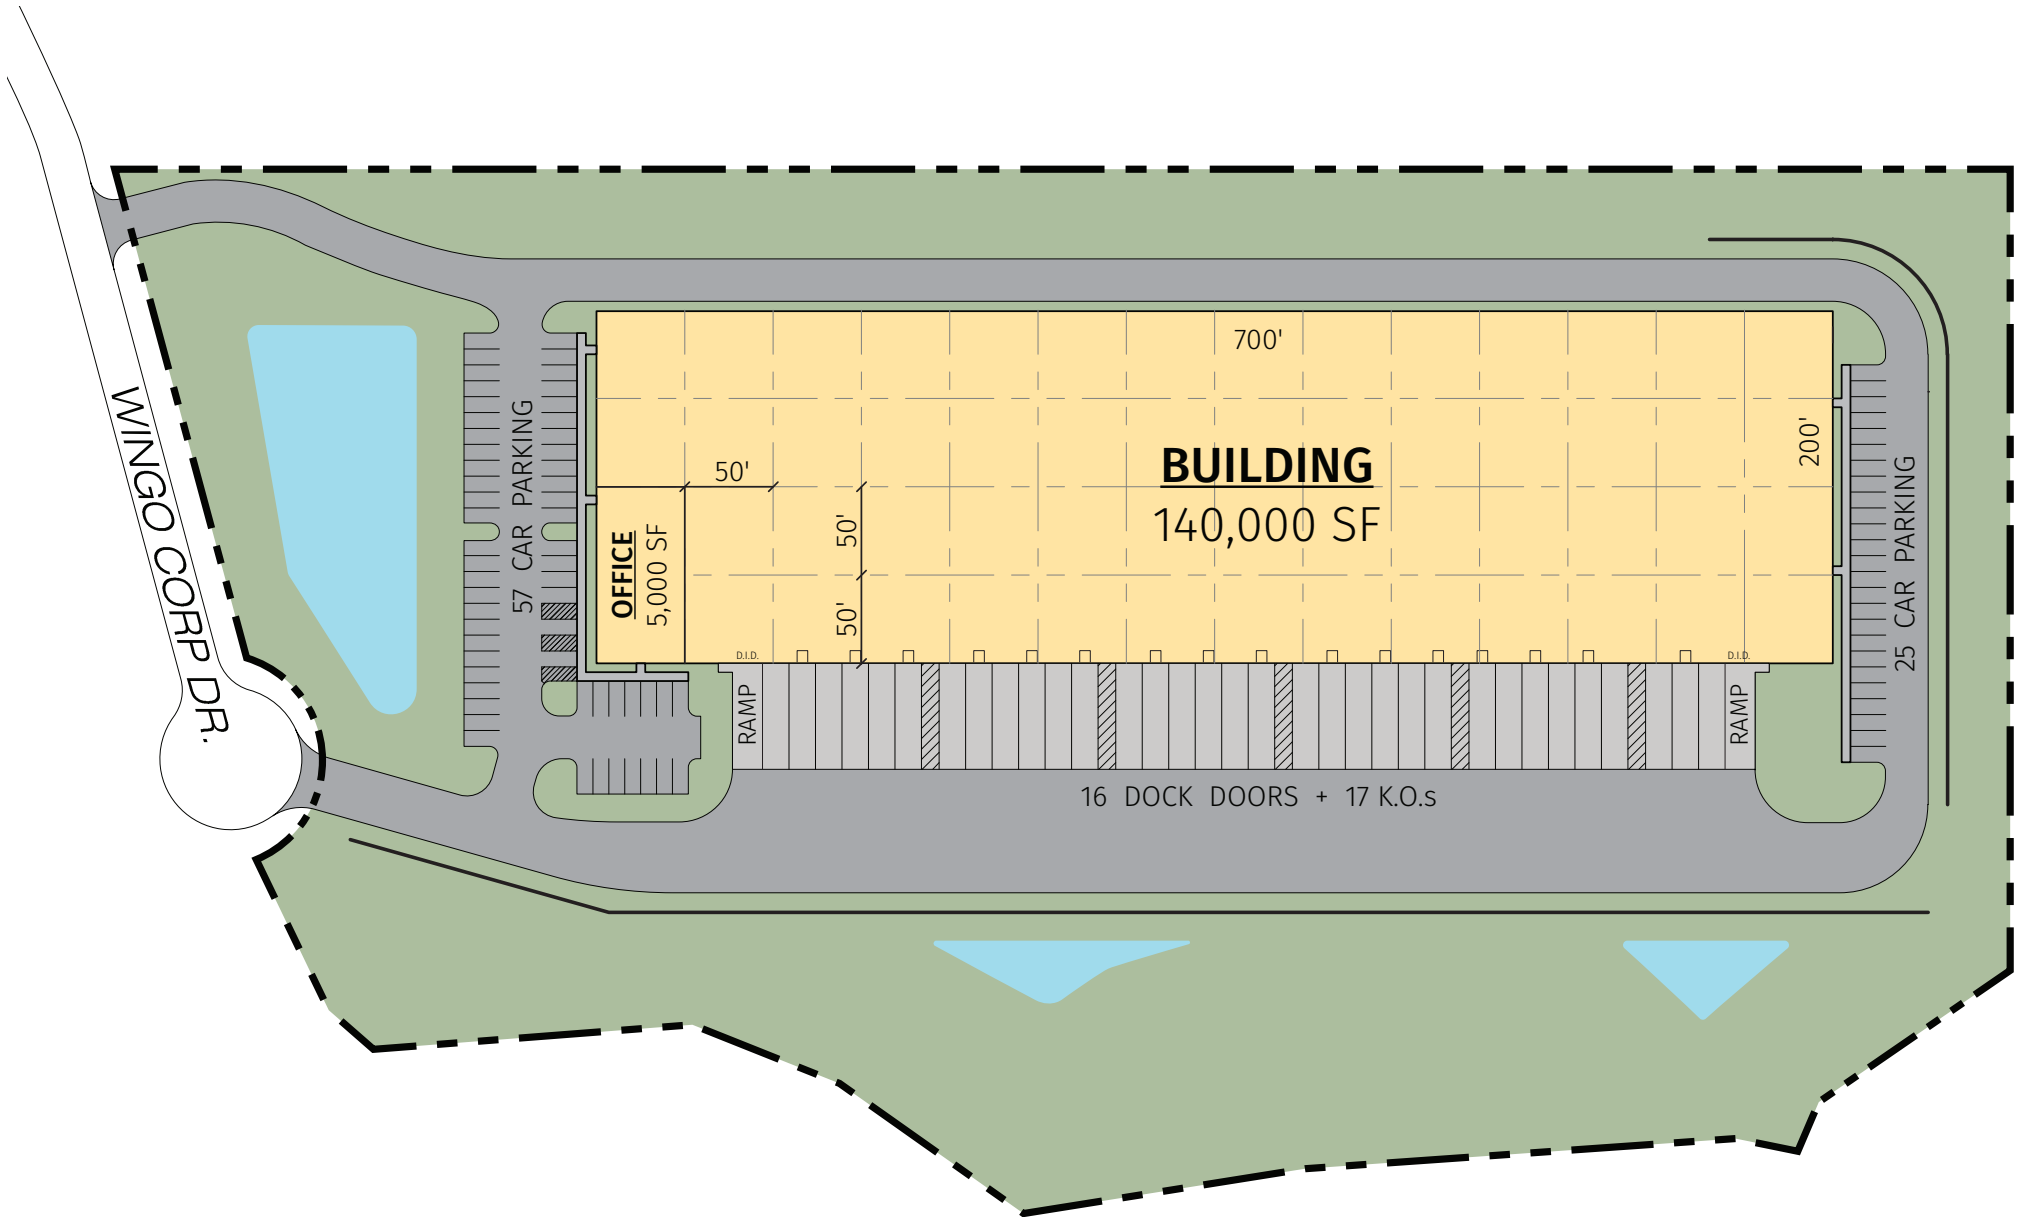 WINGO CORP DR.
57 CAR PARKING
700'
200'
50'
50'
50'
BUILDING
140,000 SF
OFFICE
5,000 SF
D.I.D.
D.I.D.
RAMP
RAMP
16 DOCK DOORS + 17 K.O.s
25 CAR PARKING